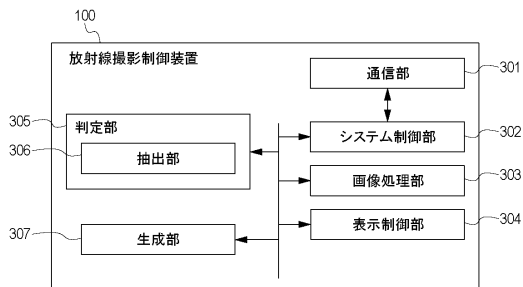 100
放射線撮影制御装置
通信部
301
305
判定部
306
抽出部
システム制御部
302
画像処理部
303
表示制御部
304
307
生成部